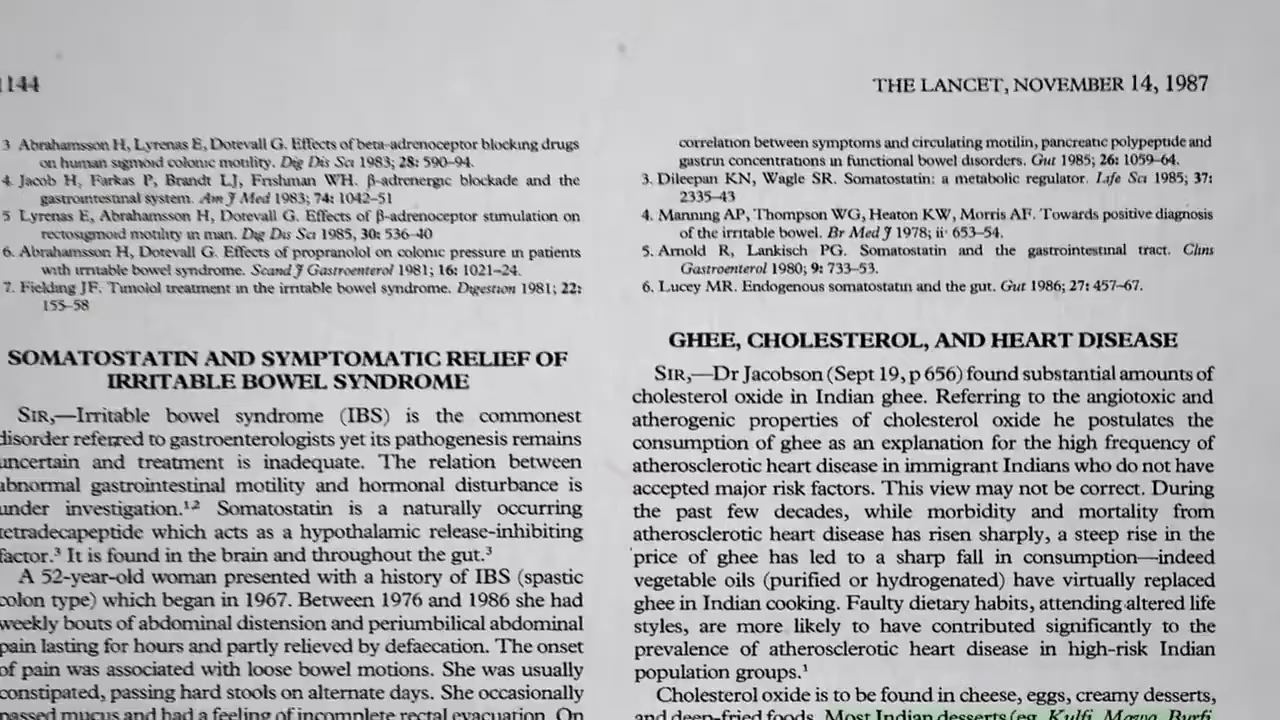 1144
3 Abrahamsson H, Lyrenas E, Dotevall G. Effects of beta-adrenoceptor blocking drugs
on human sigmoid colonic motility. Dig Dis Sci 1983; 28: 590–94.
4. Jacob H, Farkas P, Brandt LJ, Frishman WH. β-adrenergic blockade and the
gastrointestinal system. Am J Med 1983; 74: 1042–51
5 Lyrenas E, Abrahamsson H, Dotevall G. Effects of β-adrenoceptor stimulation on
rectosigmoid motility in man. Dig Dis Sci 1985, 30: 536–40
6. Abrahamsson H, Dotevall G. Effects of propranolol on colonic pressure in patients
with irritable bowel syndrome. Scand J Gastroenterol 1981; 16: 1021–24.
7. Fielding JF. Timolol treatment in the irritable bowel syndrome. Digestion 1981; 22:
155–58
SOMATOSTATIN AND SYMPTOMATIC RELIEF OF
IRRITABLE BOWEL SYNDROME
SIR,—Irritable bowel syndrome (IBS) is the commonest
disorder referred to gastroenterologists yet its pathogenesis remains
uncertain and treatment is inadequate. The relation between
abnormal gastrointestinal motility and hormonal disturbance is
under investigation.¹,² Somatostatin is a naturally occurring
tetradecapeptide which acts as a hypothalamic release-inhibiting
factor.³ It is found in the brain and throughout the gut.³
A 52-year-old woman presented with a history of IBS (spastic
colon type) which began in 1967. Between 1976 and 1986 she had
weekly bouts of abdominal distension and periumbilical abdominal
pain lasting for hours and partly relieved by defaecation. The onset
of pain was associated with loose bowel motions. She was usually
constipated, passing hard stools on alternate days. She occasionally
passed mucus and had a feeling of incomplete rectal evacuation. On
THE LANCET, NOVEMBER 14, 1987
correlation between symptoms and circulating motilin, pancreatic polypeptide and
gastrin concentrations in functional bowel disorders. Gut 1985; 26: 1059–64.
3. Dileepan KN, Wagle SR. Somatostatin: a metabolic regulator. Life Sci 1985; 37:
2335–43
4. Manning AP, Thompson WG, Heaton KW, Morris AF. Towards positive diagnosis
of the irritable bowel. Br Med J 1978; ii· 653–54.
5. Arnold R, Lankisch PG. Somatostatin and the gastrointestinal tract. Clins
Gastroenterol 1980; 9: 733–53.
6. Lucey MR. Endogenous somatostatin and the gut. Gut 1986; 27: 457–67.
GHEE, CHOLESTEROL, AND HEART DISEASE
SIR,—Dr Jacobson (Sept 19, p 656) found substantial amounts of
cholesterol oxide in Indian ghee. Referring to the angiotoxic and
atherogenic properties of cholesterol oxide he postulates the
consumption of ghee as an explanation for the high frequency of
atherosclerotic heart disease in immigrant Indians who do not have
accepted major risk factors. This view may not be correct. During
the past few decades, while morbidity and mortality from
atherosclerotic heart disease has risen sharply, a steep rise in the
price of ghee has led to a sharp fall in consumption—indeed
vegetable oils (purified or hydrogenated) have virtually replaced
ghee in Indian cooking. Faulty dietary habits, attending altered life
styles, are more likely to have contributed significantly to the
prevalence of atherosclerotic heart disease in high-risk Indian
population groups.¹
Cholesterol oxide is to be found in cheese, eggs, creamy desserts,
and deep-fried foods. Most Indian desserts (eg, Kulfi, Mazna, Burfi,